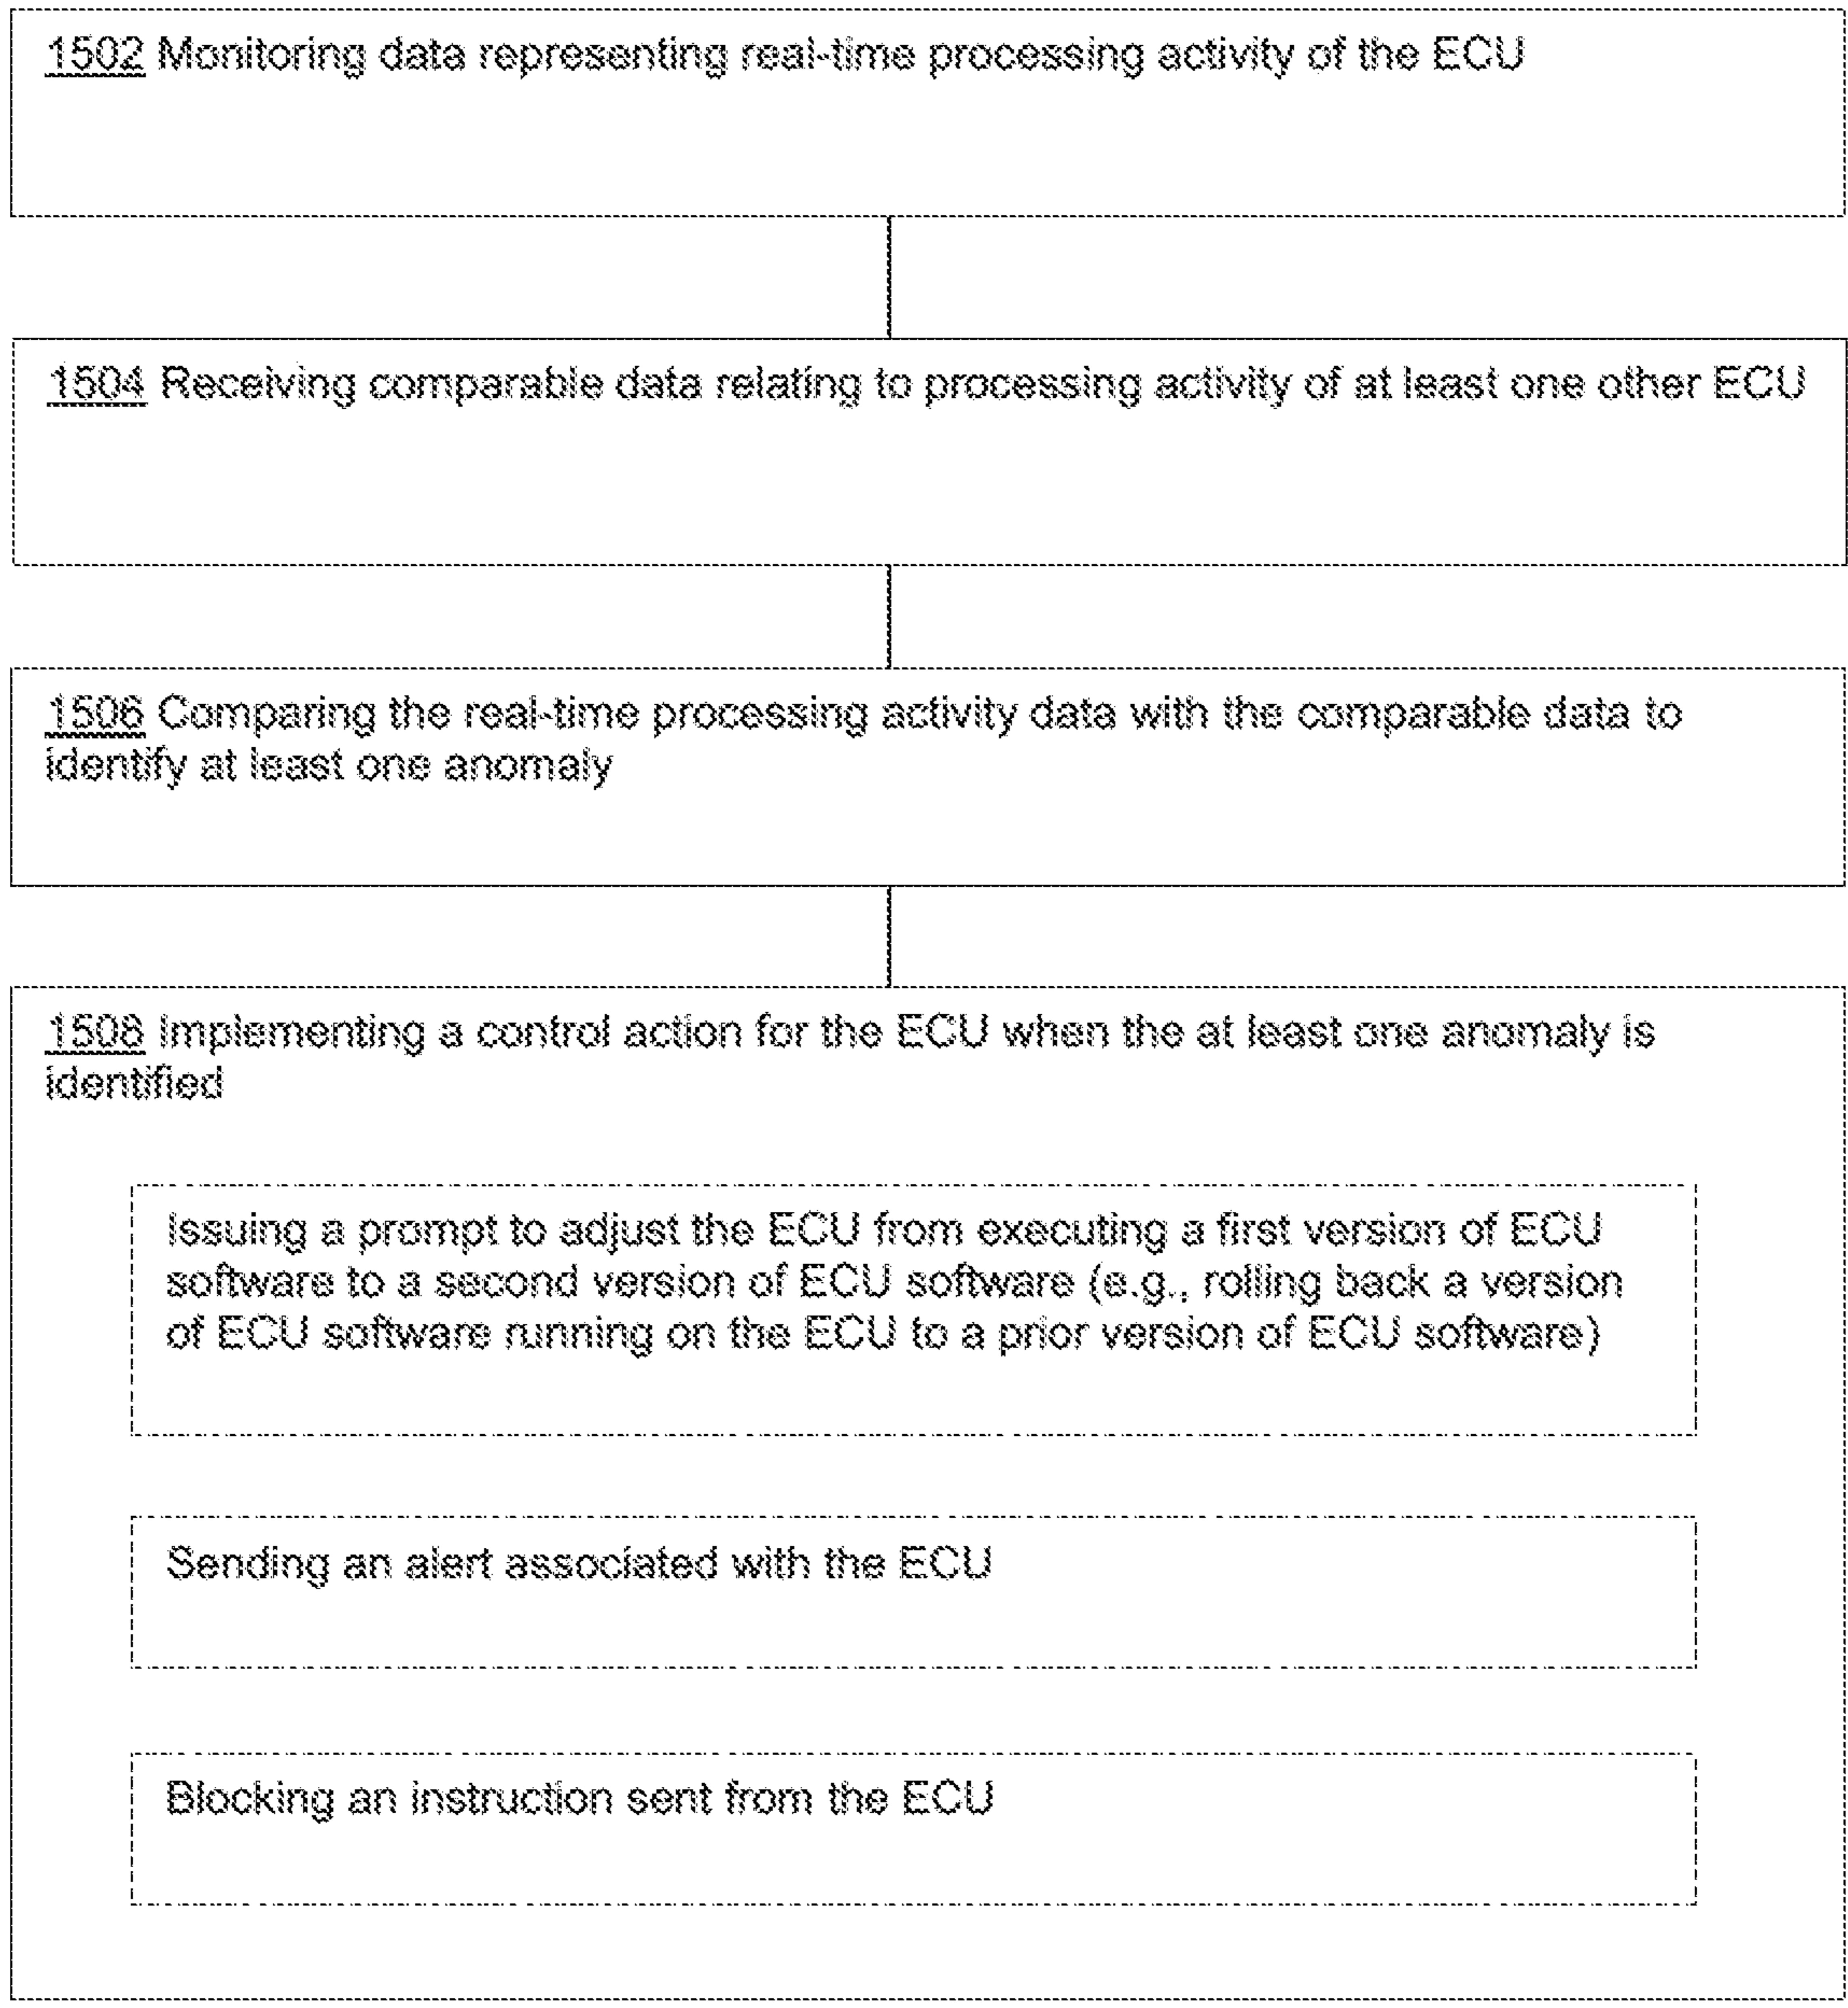 1502 Monitoring data representing real-time processing activity of the ECU
1504 Receiving comparable data relating to processing activity of at least one other ECU
1506 Comparing the real-time processing activity data with the comparable data to
identify at least one anomaly
1508 Implementing a control action for the ECU when the at least one anomaly is
identified
Issuing a prompt to adjust the ECU from executing a first version of ECU
software to a second version of ECU software (e.g., rolling back a version
of ECU software running on the ECU to a prior version of ECU software)
Sending an alert associated with the ECU
Blocking an instruction sent from the ECU